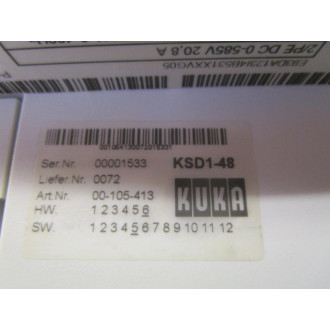 2/PE DC 0-585V 20,8 A
Ser.Nr. 00001533 KSD1-48
Liefer.Nr. 0072
Art.Nr. 00-105-413
KUKA
HW. 1 2 3 4 5 6
SW. 1 2 3 4 5 6 7 8 9 10 11 12